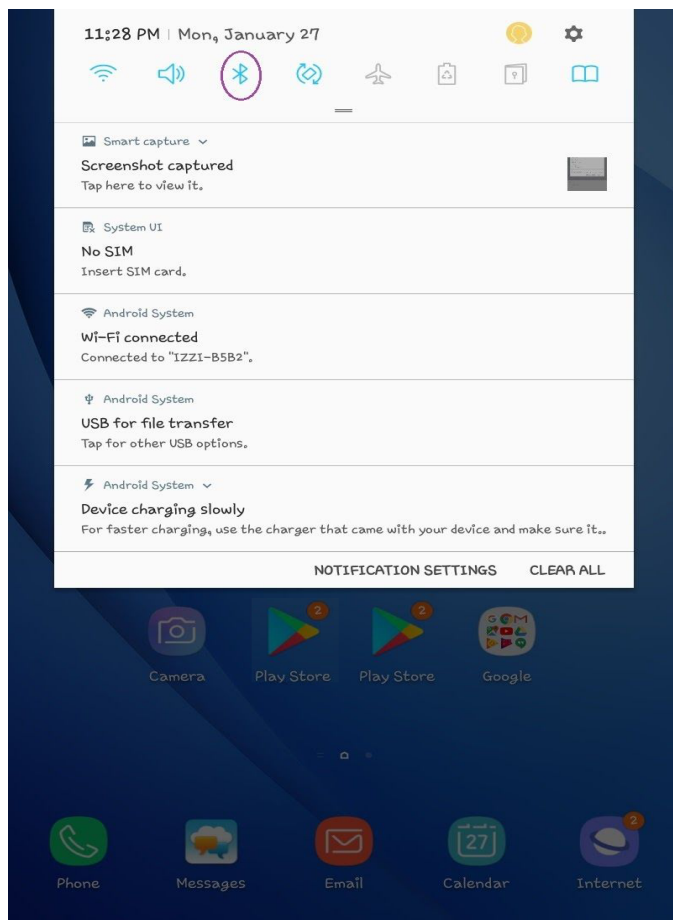 11:28 PM | Mon, January 27
Smart capture
Screenshot captured
Tap here to view it.
System UI
No SIM
Insert SIM card.
Android System
Wi-Fi connected
Connected to "IZZI-B5B2".
Android System
USB for file transfer
Tap for other USB options.
Android System
Device charging slowly
For faster charging, use the charger that came with your device and make sure it..
NOTIFICATION SETTINGS CLEAR ALL
2 2
Camera Play Store Play Store Google
27 2
Phone Messages Email Calendar Internet